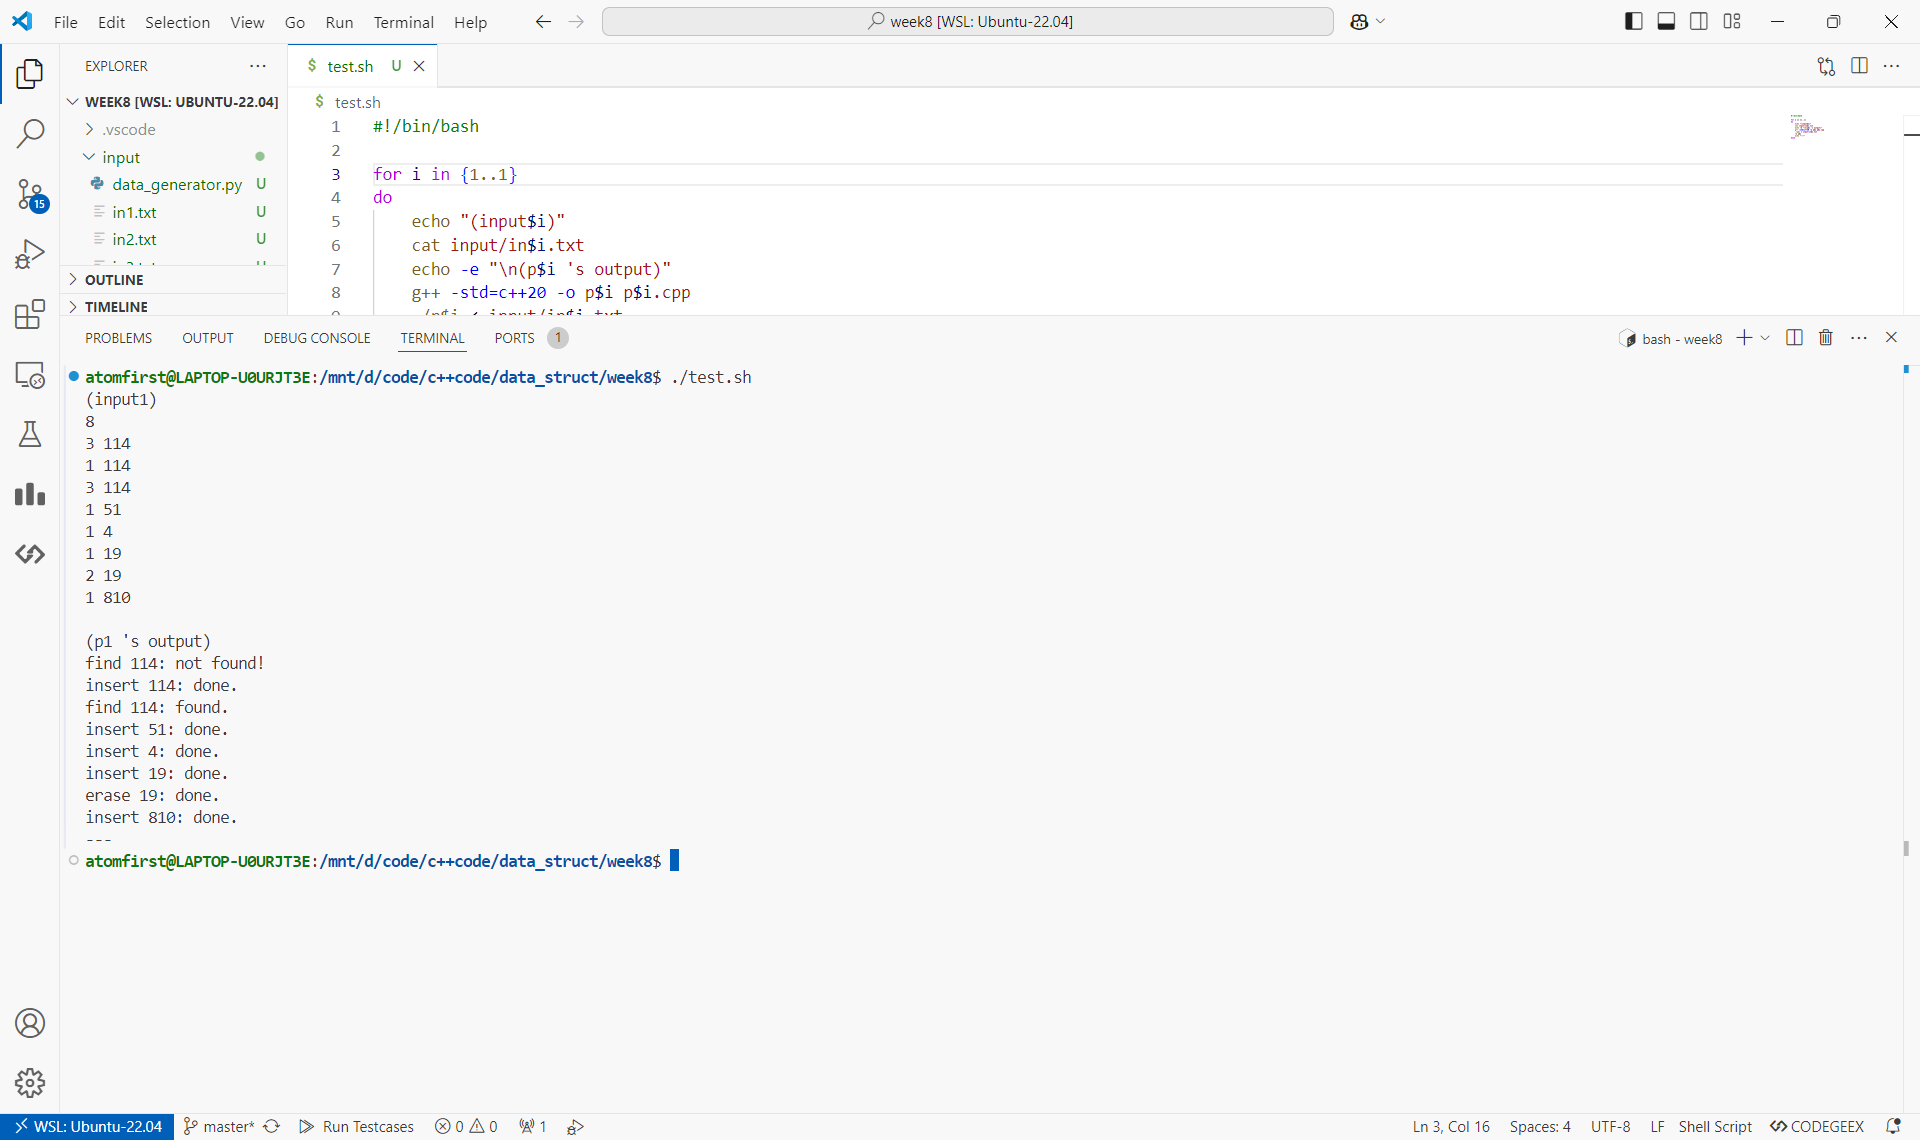 File Edit Selection View Go Run Terminal Help
week8 [WSL: Ubuntu-22.04]
EXPLORER
WEEK8 [WSL: UBUNTU-22.04]
.vscode
input
data_generator.py U
in1.txt U
in2.txt U
OUTLINE
TIMELINE
15
$ test.sh U
$ test.sh
1 #!/bin/bash
2
3 for i in {1..1}
4 do
5 echo "(input$i)"
6 cat input/in$i.txt
7 echo -e "\n(p$i 's output)"
8 g++ -std=c++20 -o p$i p$i.cpp
PROBLEMS OUTPUT DEBUG CONSOLE TERMINAL PORTS 1
bash - week8
atomfirst@LAPTOP-U0URJT3E:/mnt/d/code/c++code/data_struct/week8$ ./test.sh
(input1)
8
3 114
1 114
3 114
1 51
1 4
1 19
2 19
1 810
(p1 's output)
find 114: not found!
insert 114: done.
find 114: found.
insert 51: done.
insert 4: done.
insert 19: done.
erase 19: done.
insert 810: done.
---
atomfirst@LAPTOP-U0URJT3E:/mnt/d/code/c++code/data_struct/week8$
WSL: Ubuntu-22.04 master* Run Testcases 0 0 1 Ln 3, Col 16 Spaces: 4 UTF-8 LF Shell Script CODEGEEX